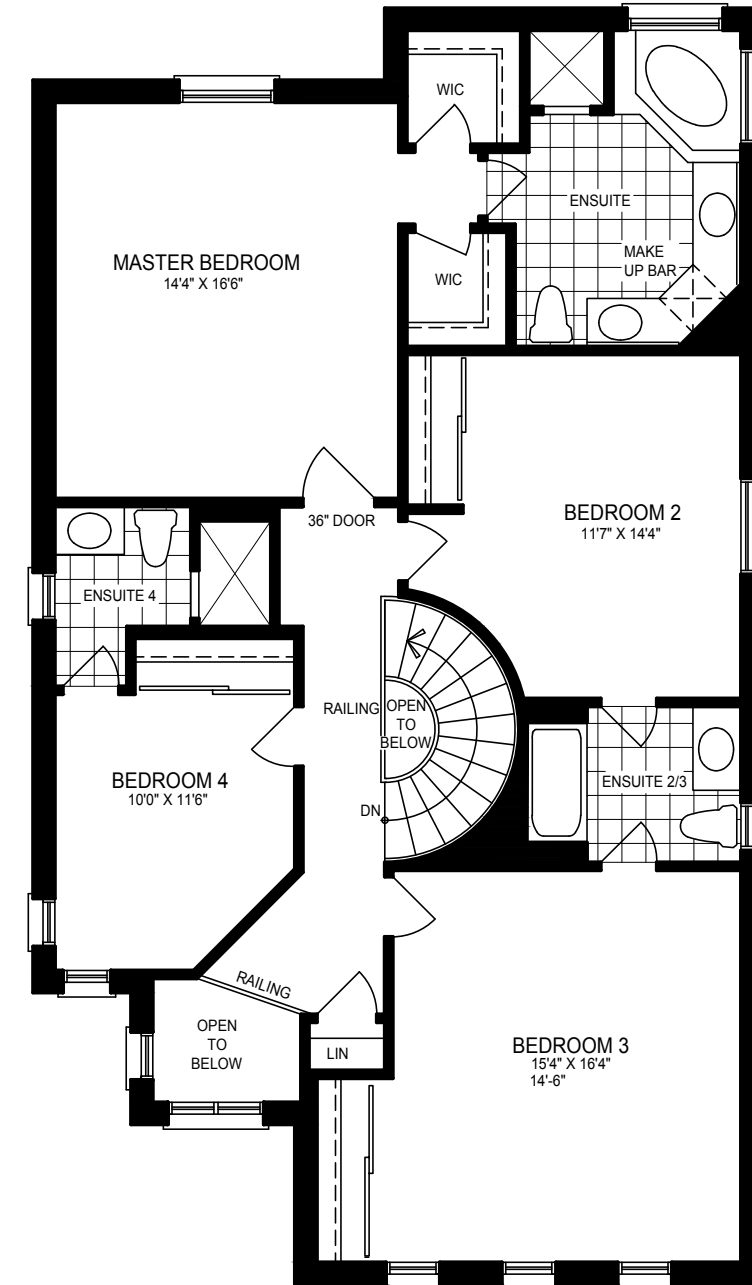 WIC
ENSUITE
MAKE
UP BAR
MASTER BEDROOM
14'4" X 16'6"
WIC
36" DOOR
BEDROOM 2
11'7" X 14'4"
ENSUITE 4
RAILING
OPEN
TO
BELOW
BEDROOM 4
10'0" X 11'6"
ENSUITE 2/3
DN
RAILING
OPEN
TO
BELOW
LIN
BEDROOM 3
15'4" X 16'4"
14'-6"